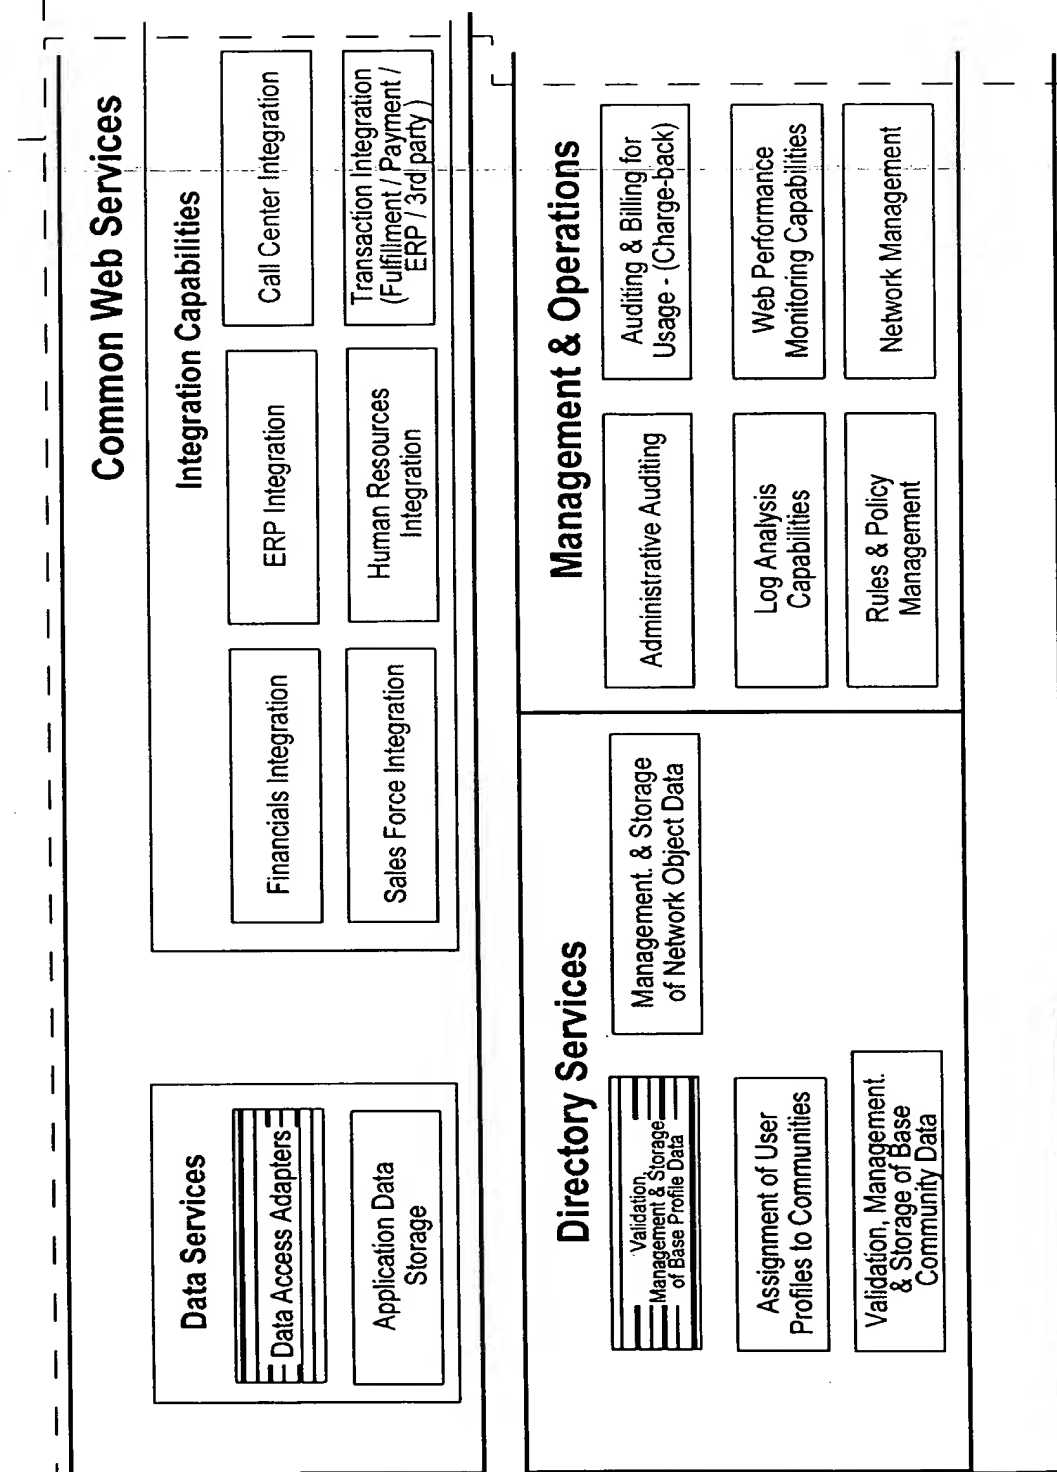 Common Web Services
Data Services
Data Access Adapters
Application Data
Storage
Integration Capabilities
Financials Integration
ERP Integration
Call Center Integration
Sales Force Integration
Human Resources
Integration
Transaction Integration
(Fulfillment / Payment /
ERP / 3rd party )
Directory Services
Validation,
Management & Storage
of Base Profile Data
Management. & Storage
of Network Object Data
Assignment of User
Profiles to Communities
Validation, Management.
& Storage of Base
Community Data
Management & Operations
Administrative Auditing
Auditing & Billing for
Usage - (Charge-back)
Log Analysis
Capabilities
Web Performance
Monitoring Capabilities
Rules & Policy
Management
Network Management